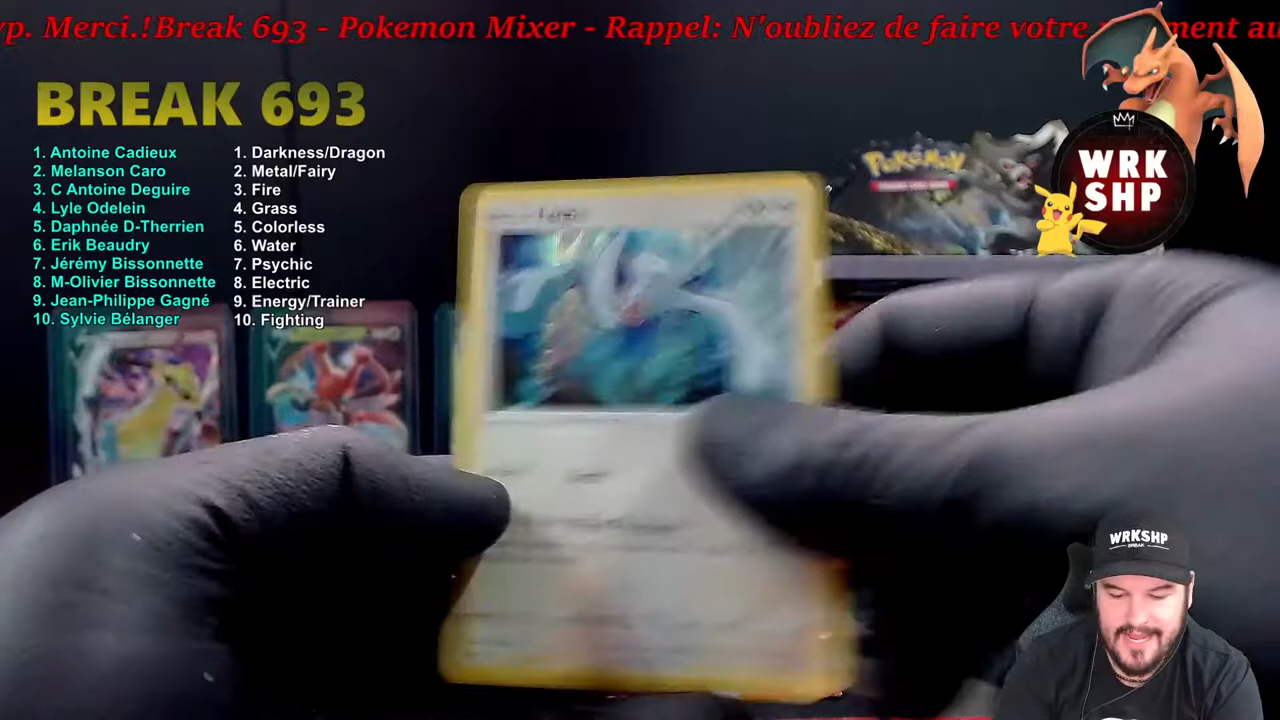 yp. Merci.!Break 693 - Pokemon Mixer - Rappel: N'oubliez de faire votre au
BREAK 693
1. Antoine Cadieux
2. Melanson Caro
3. C Antoine Deguire
4. Lyle Odelein
5. Daphnée D-Therrien
6. Erik Beaudry
7. Jérémy Bissonnette
8. M-Olivier Bissonnette
9. Jean-Philippe Gagné
10. Sylvie Bélanger
1. Darkness/Dragon
2. Metal/Fairy
3. Fire
4. Grass
5. Colorless
6. Water
7. Psychic
8. Electric
9. Energy/Trainer
10. Fighting
POKéMON
WRK
SHP
WRKSHP
BREAK